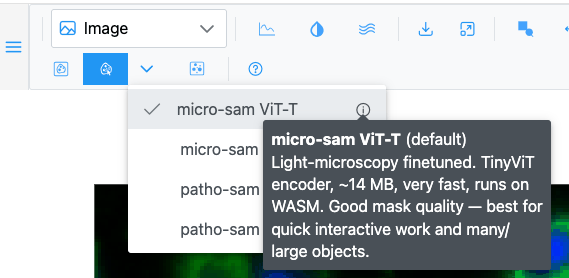 Image
micro-sam ViT-T
micro-sam
patho-sam
patho-sam
micro-sam ViT-T (default)
Light-microscopy finetuned. TinyViT
encoder, ~14 MB, very fast, runs on
WASM. Good mask quality — best for
quick interactive work and many/
large objects.